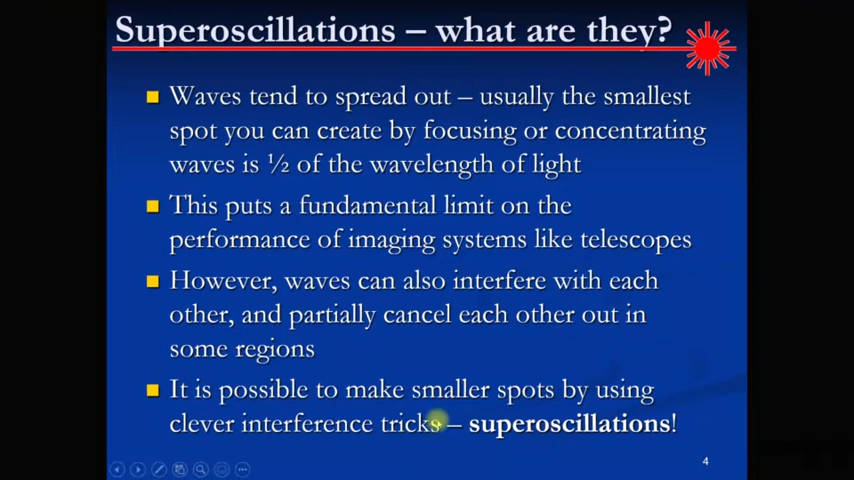 Superoscillations – what are they?
Waves tend to spread out – usually the smallest
spot you can create by focusing or concentrating
waves is ½ of the wavelength of light
This puts a fundamental limit on the
performance of imaging systems like telescopes
However, waves can also interfere with each
other, and partially cancel each other out in
some regions
It is possible to make smaller spots by using
clever interference tricks – superoscillations!
4